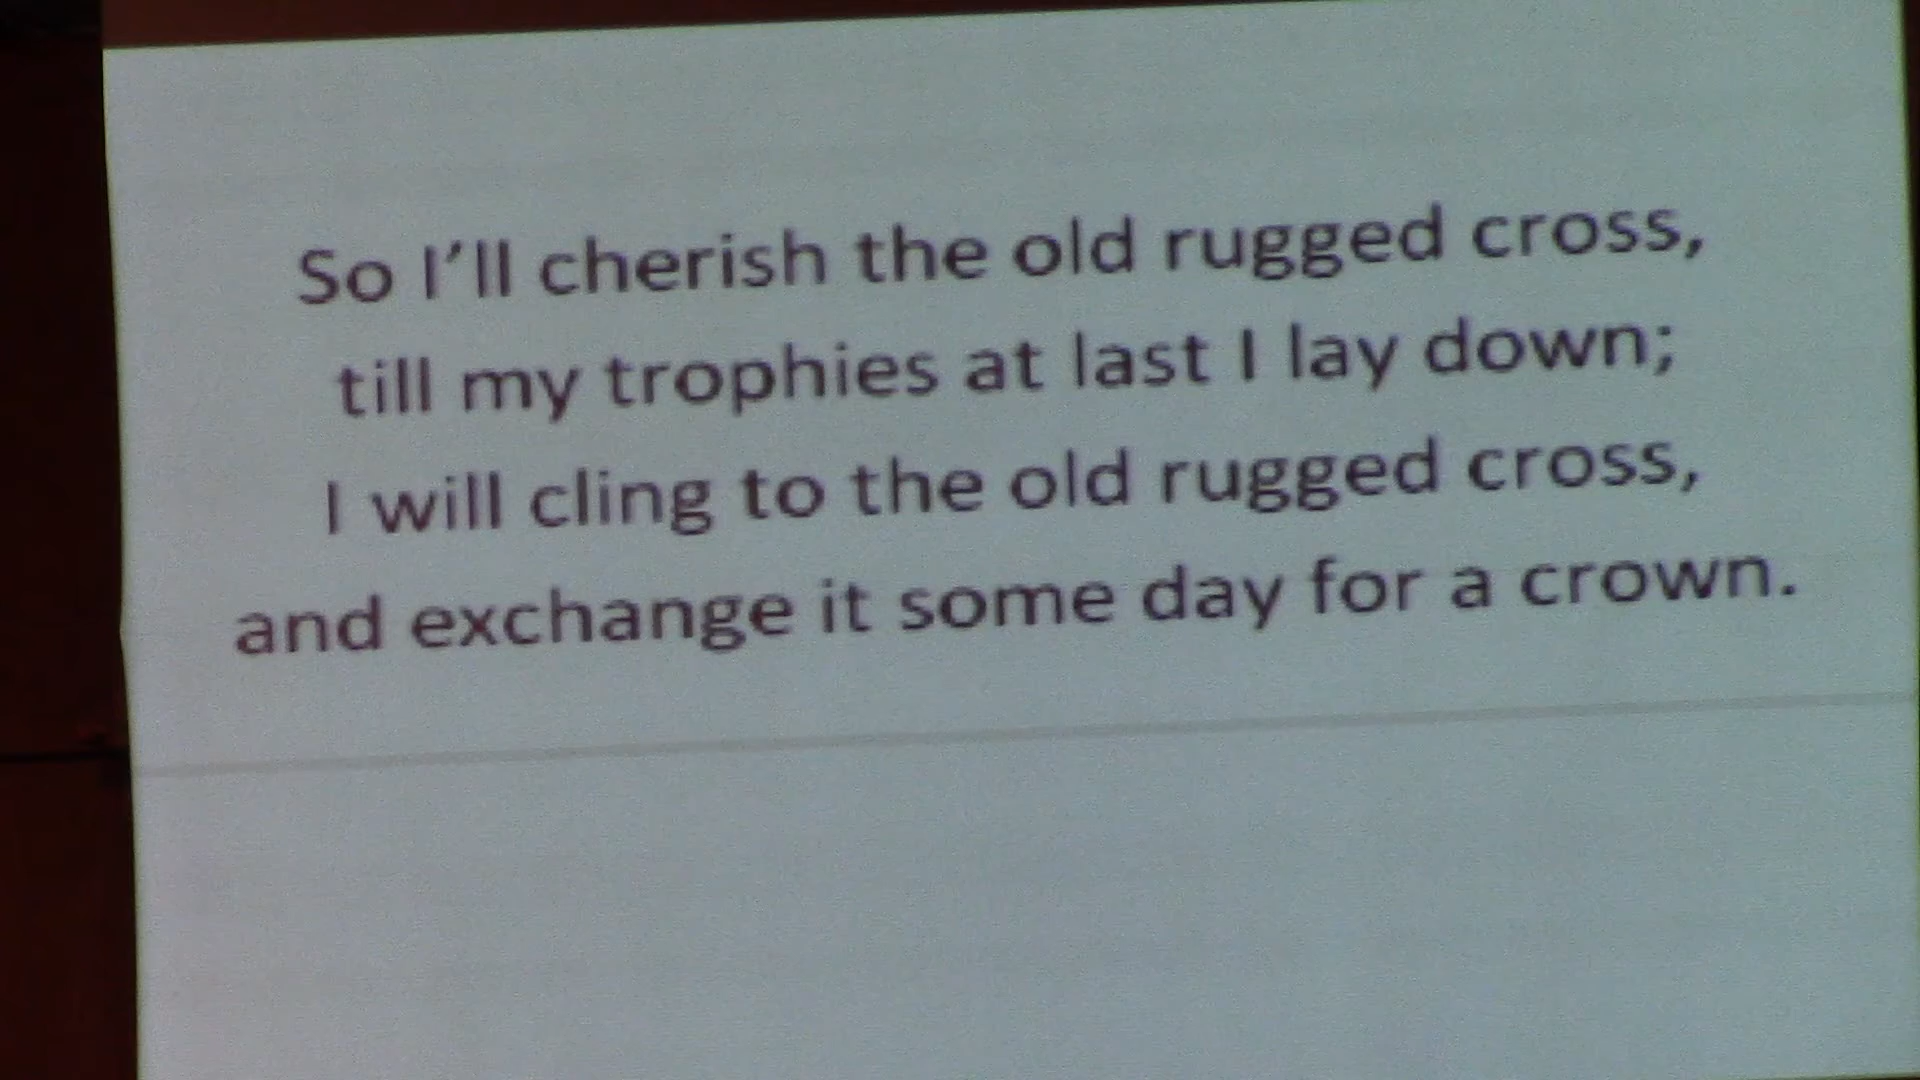 So I’ll cherish the old rugged cross,
till my trophies at last I lay down;
I will cling to the old rugged cross,
and exchange it some day for a crown.